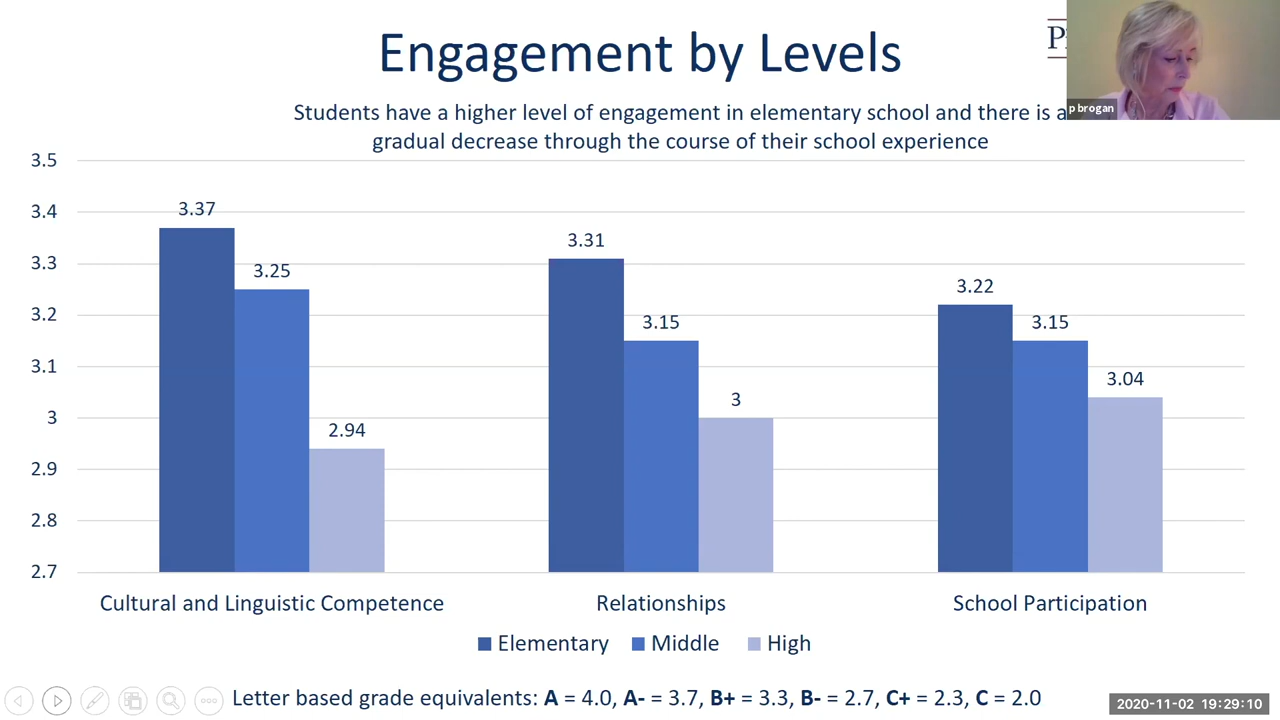 Engagement by Levels
Students have a higher level of engagement in elementary school and there is a
gradual decrease through the course of their school experience
p brogan
3.5
3.4
3.3
3.2
3.1
3
2.9
2.8
2.7
3.37
3.25
2.94
3.31
3.15
3
3.22
3.15
3.04
Cultural and Linguistic Competence
Relationships
School Participation
Elementary Middle High
Letter based grade equivalents: A = 4.0, A- = 3.7, B+ = 3.3, B- = 2.7, C+ = 2.3, C = 2.0
2020-11-02 19:29:10